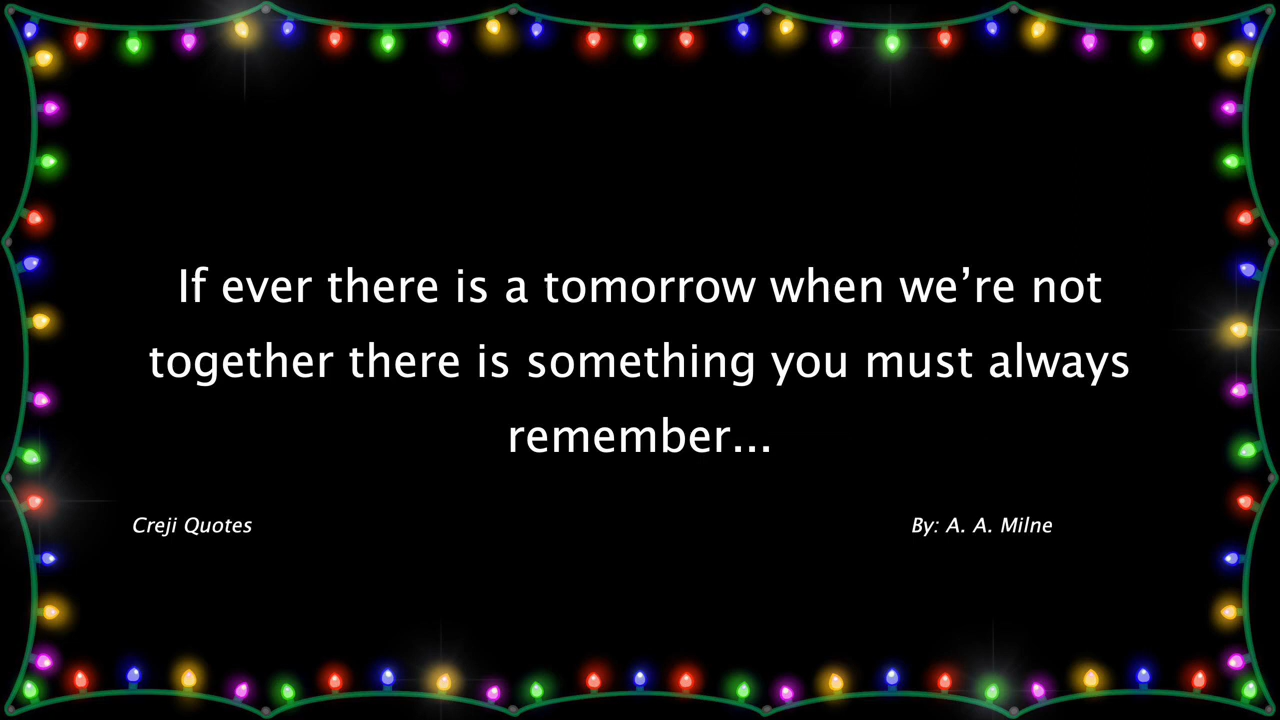 If ever there is a tomorrow when we’re not
together there is something you must always
remember...
Creji Quotes
By: A. A. Milne